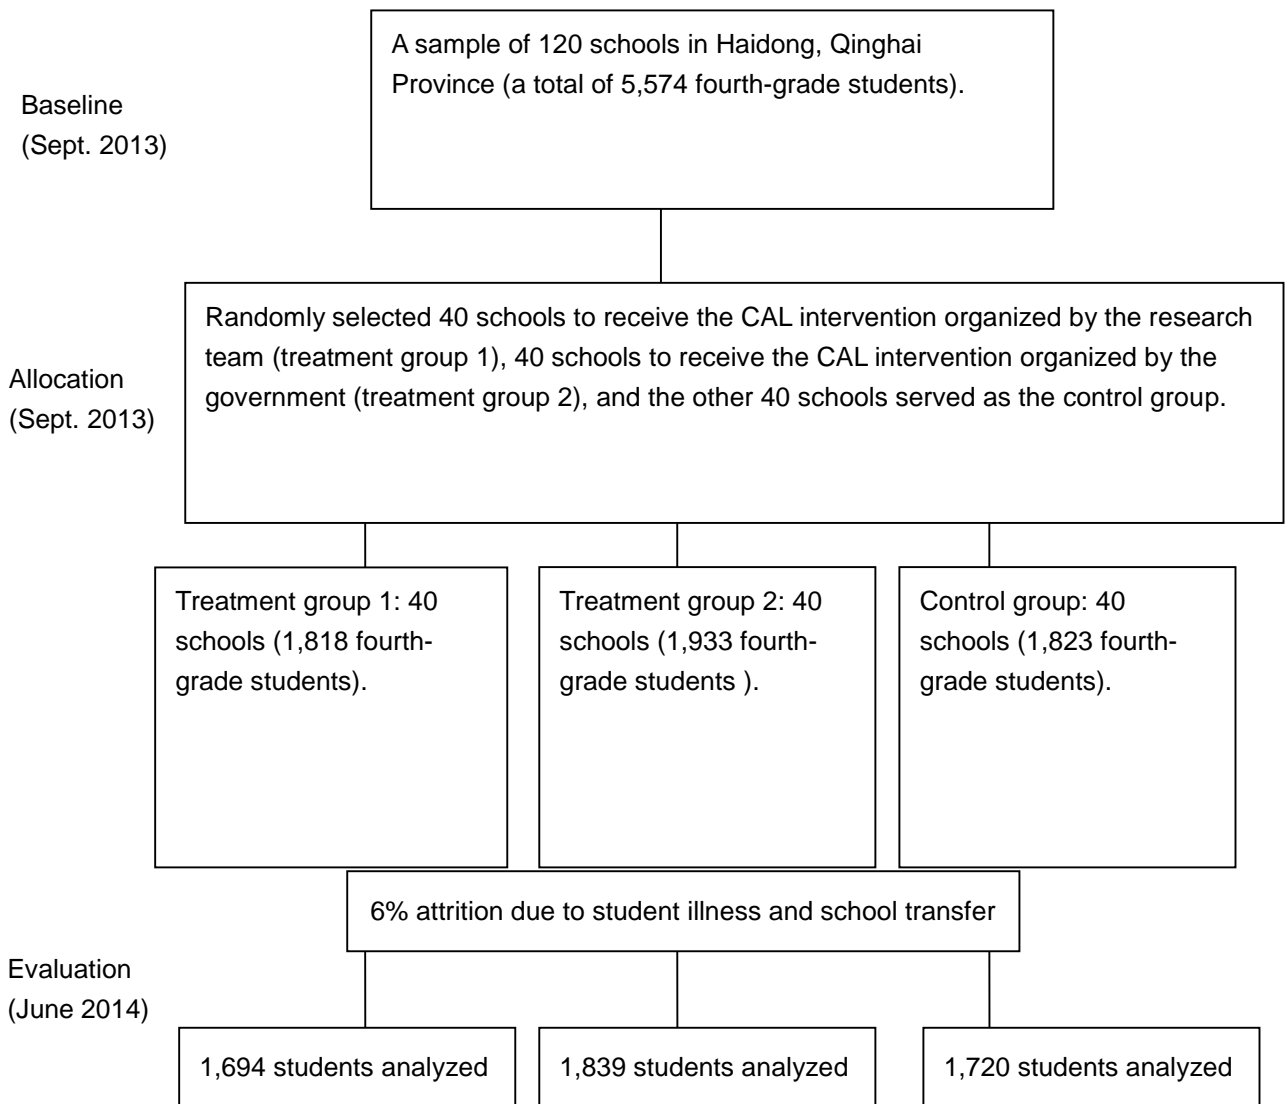 A sample of 120 schools in Haidong, Qinghai
Province (a total of 5,574 fourth-grade students).
Baseline
(Sept. 2013)
Randomly selected 40 schools to receive the CAL intervention organized by the research
team (treatment group 1), 40 schools to receive the CAL intervention organized by the
government (treatment group 2), and the other 40 schools served as the control group.
Allocation
(Sept. 2013)
Treatment group 1: 40
schools (1,818 fourth-
grade students).
Treatment group 2: 40
schools (1,933 fourth-
grade students ).
Control group: 40
schools (1,823 fourth-
grade students).
6% attrition due to student illness and school transfer
Evaluation
(June 2014)
1,694 students analyzed
1,839 students analyzed
1,720 students analyzed